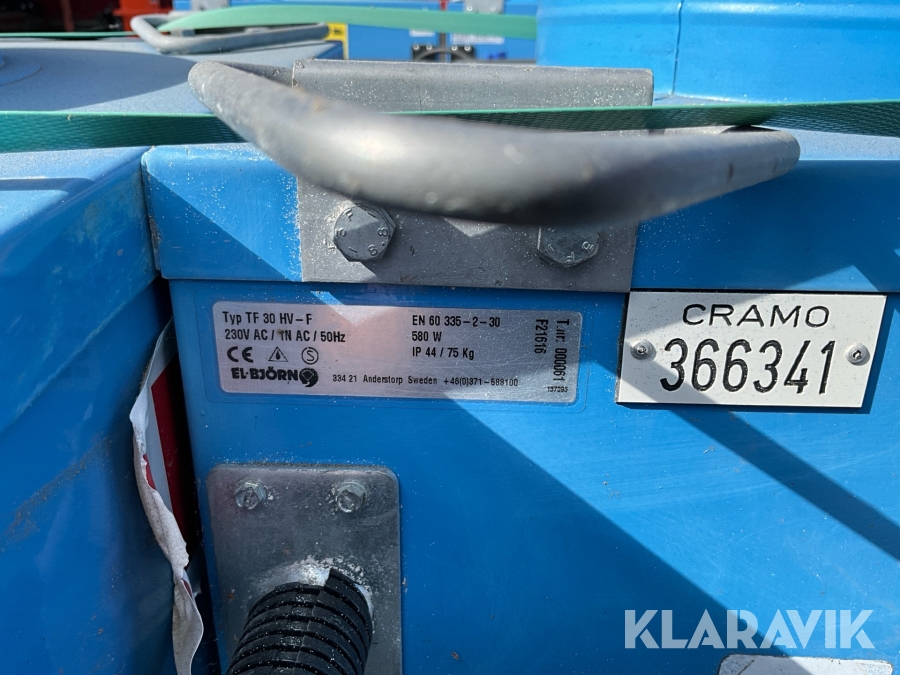 Typ TF 30 HV-F
230V AC / 1N AC / 50Hz
CE S
EL-BJÖRN
EN 60 335-2-30
580 W
IP 44 / 75 Kg
334 21 Anderstorp Sweden +46(0)371-588100
T.nr. 000061
F21616
CRAMO
366341
KLARAVIK